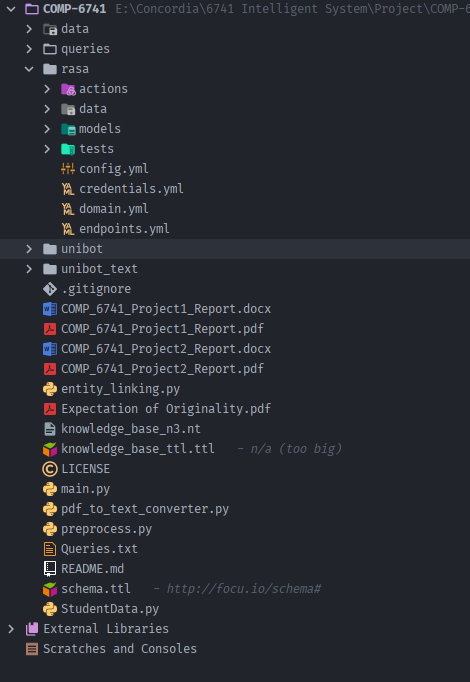 COMP-6741 E:\Concordia\6741 Intelligent System\Project\COMP-6
data
queries
rasa
actions
data
models
tests
config.yml
credentials.yml
domain.yml
endpoints.yml
unibot
unibot_text
.gitignore
COMP_6741_Project1_Report.docx
COMP_6741_Project1_Report.pdf
COMP_6741_Project2_Report.docx
COMP_6741_Project2_Report.pdf
entity_linking.py
Expectation of Originality.pdf
knowledge_base_n3.nt
knowledge_base_ttl.ttl - n/a (too big)
LICENSE
main.py
pdf_to_text_converter.py
preprocess.py
Queries.txt
README.md
schema.ttl - http://focu.io/schema#
StudentData.py
External Libraries
Scratches and Consoles